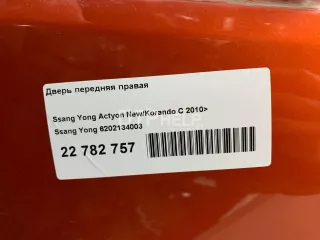 Дверь передняя правая
Ssang Yong Actyon New/Korando C 2010>
Ssang Yong 6202134003
22 782 757